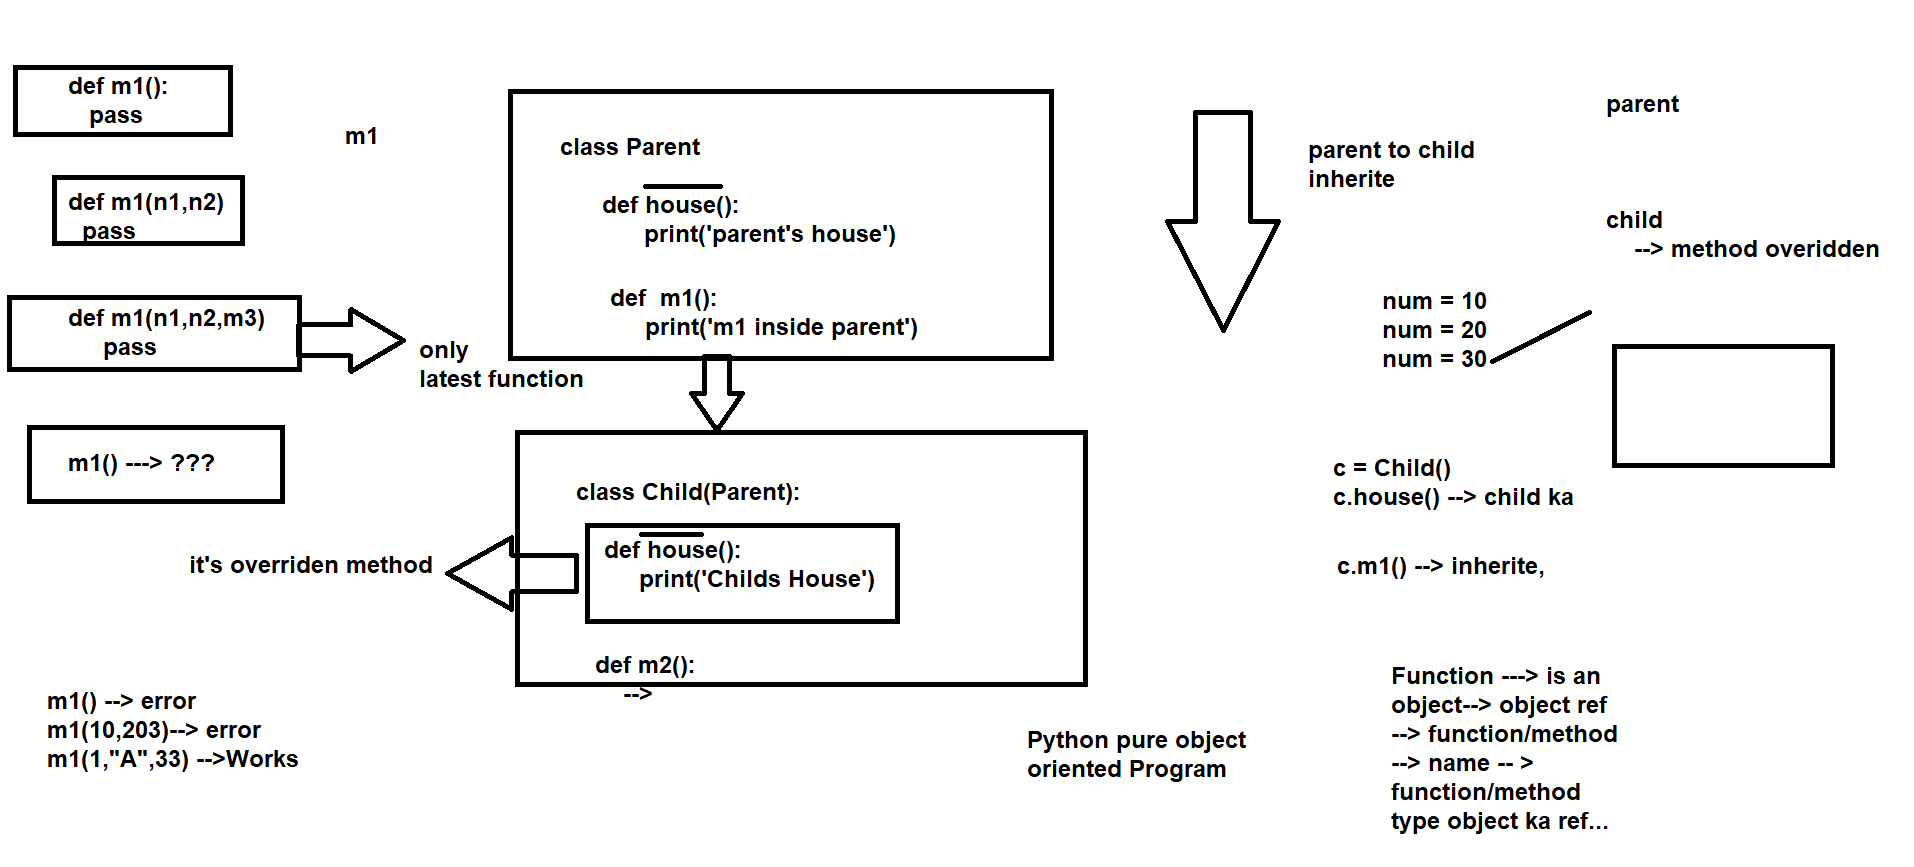 def m1():
pass
def m1(n1,n2)
pass
def m1(n1,n2,m3)
pass
m1() ---> ???
m1
only
latest function
it's overriden method
m1() --> error
m1(10,203)--> error
m1(1,"A",33) -->Works
class Parent
def house():
print('parent's house')
def  m1():
print('m1 inside parent')
class Child(Parent):
def house():
print('Childs House')
def m2():
-->
Python pure object
oriented Program
parent to child
inherite
parent
child
--> method overidden
num = 10
num = 20
num = 30
c = Child()
c.house() --> child ka
c.m1() --> inherite,
Function ---> is an
object--> object ref
--> function/method
--> name -- >
function/method
type object ka ref...